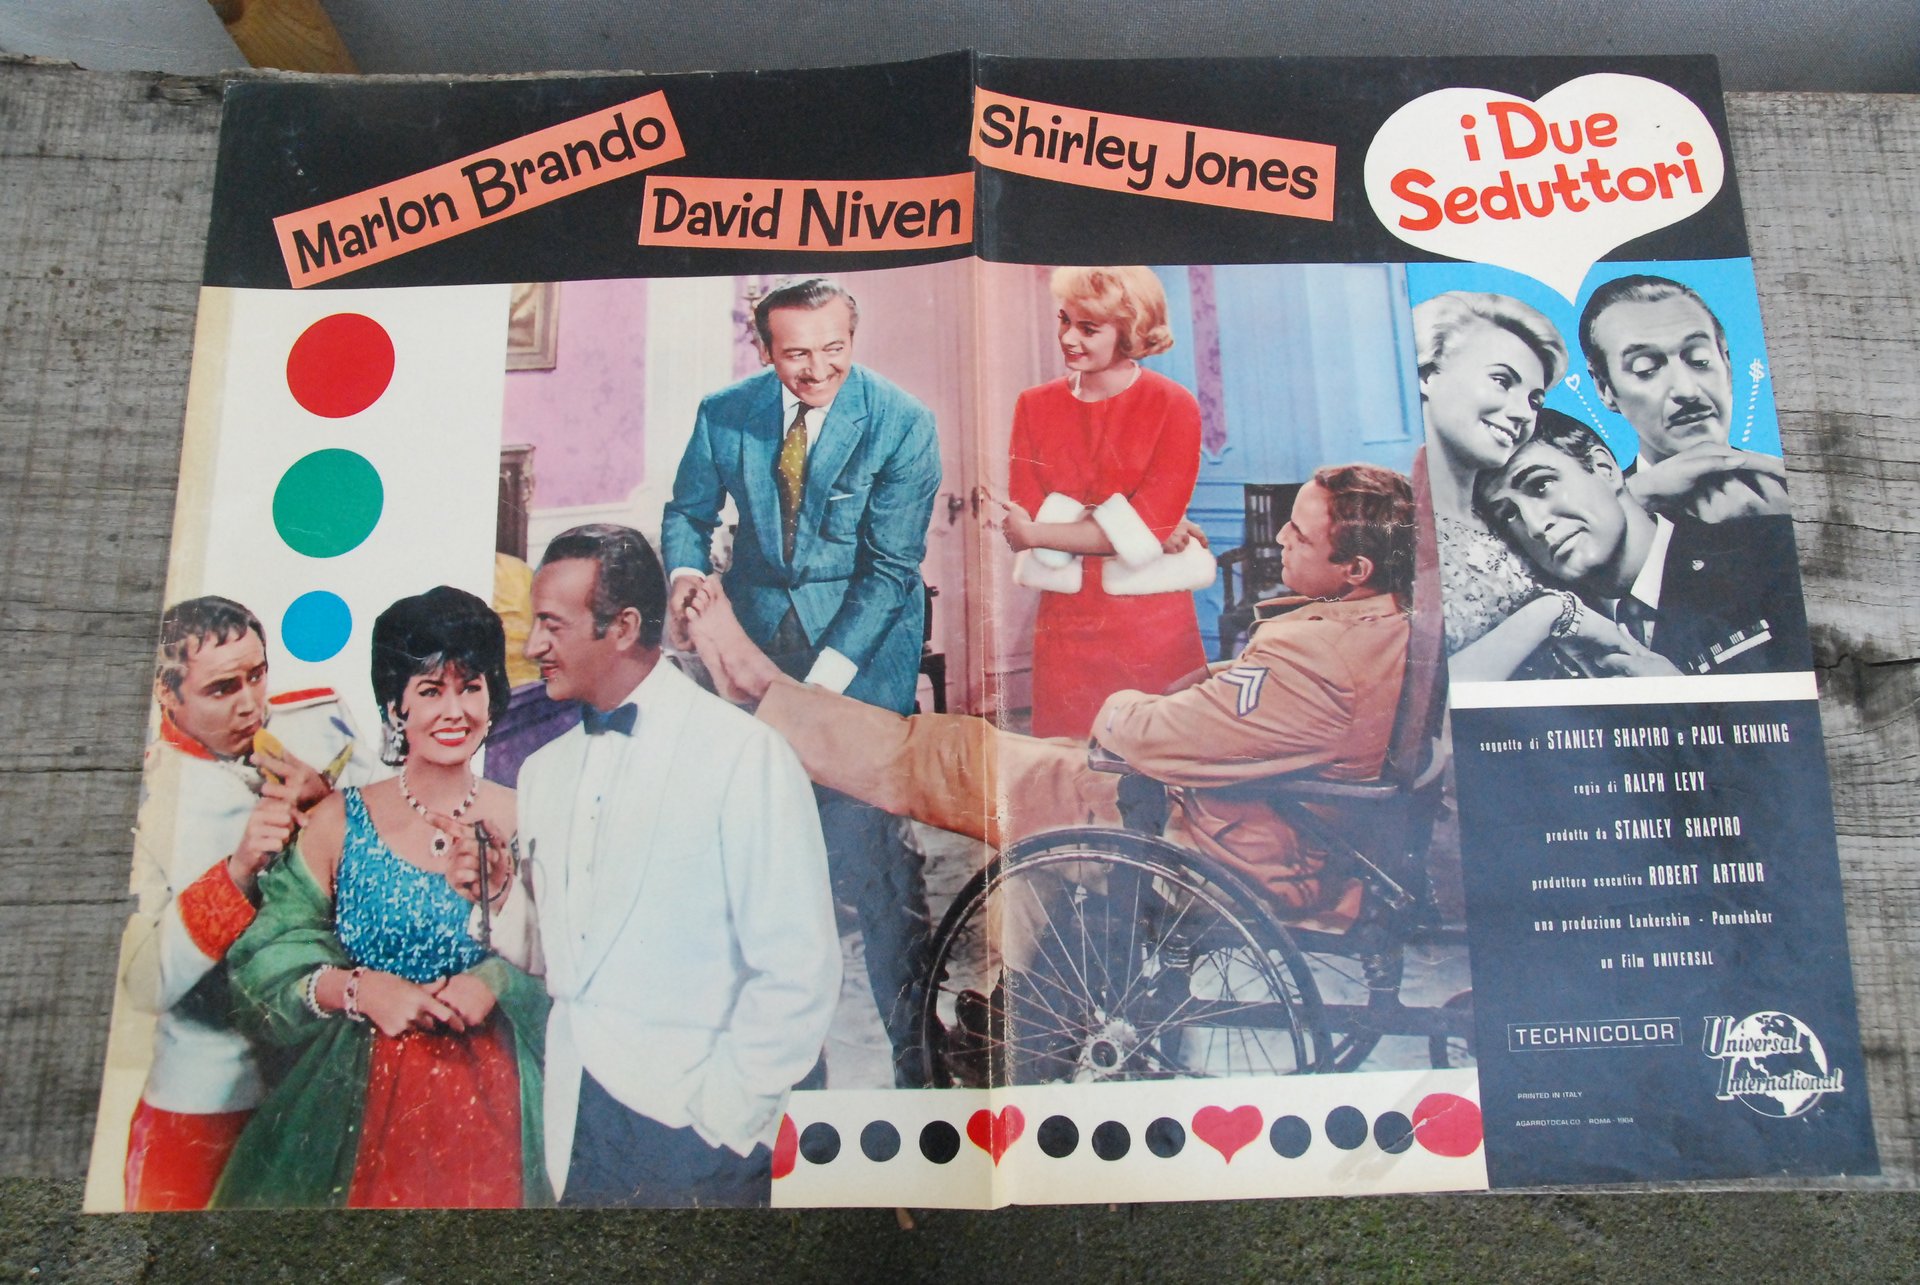 Marlon Brando
David Niven
Shirley Jones
i Due
Seduttori
soggetto di STANLEY SHAPIRO e PAUL HENNING
regia di RALPH LEVY
prodotto da STANLEY SHAPIRO
produttore esecutivo ROBERT ARTHUR
una produzione Lankershim - Pennebaker
un Film UNIVERSAL
TECHNICOLOR
Universal
International
PRINTED IN ITALY
AGARROTOCALCO - ROMA - 1964